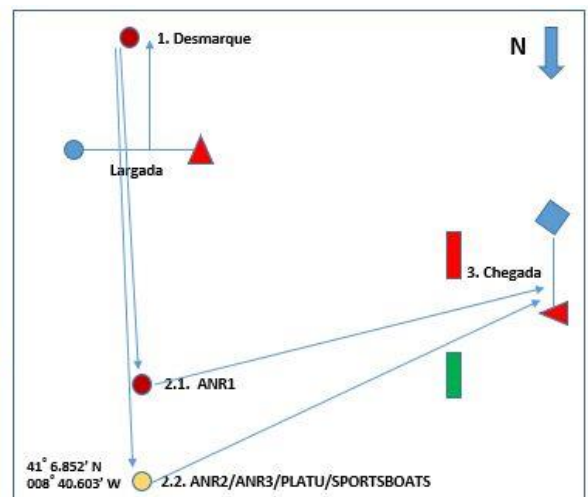 1. Desmarque
N
Largada
3. Chegada
2.1. ANR1
41° 6.852' N
008° 40.603' W
2.2. ANR2/ANR3/PLATU/SPORTSBOATS